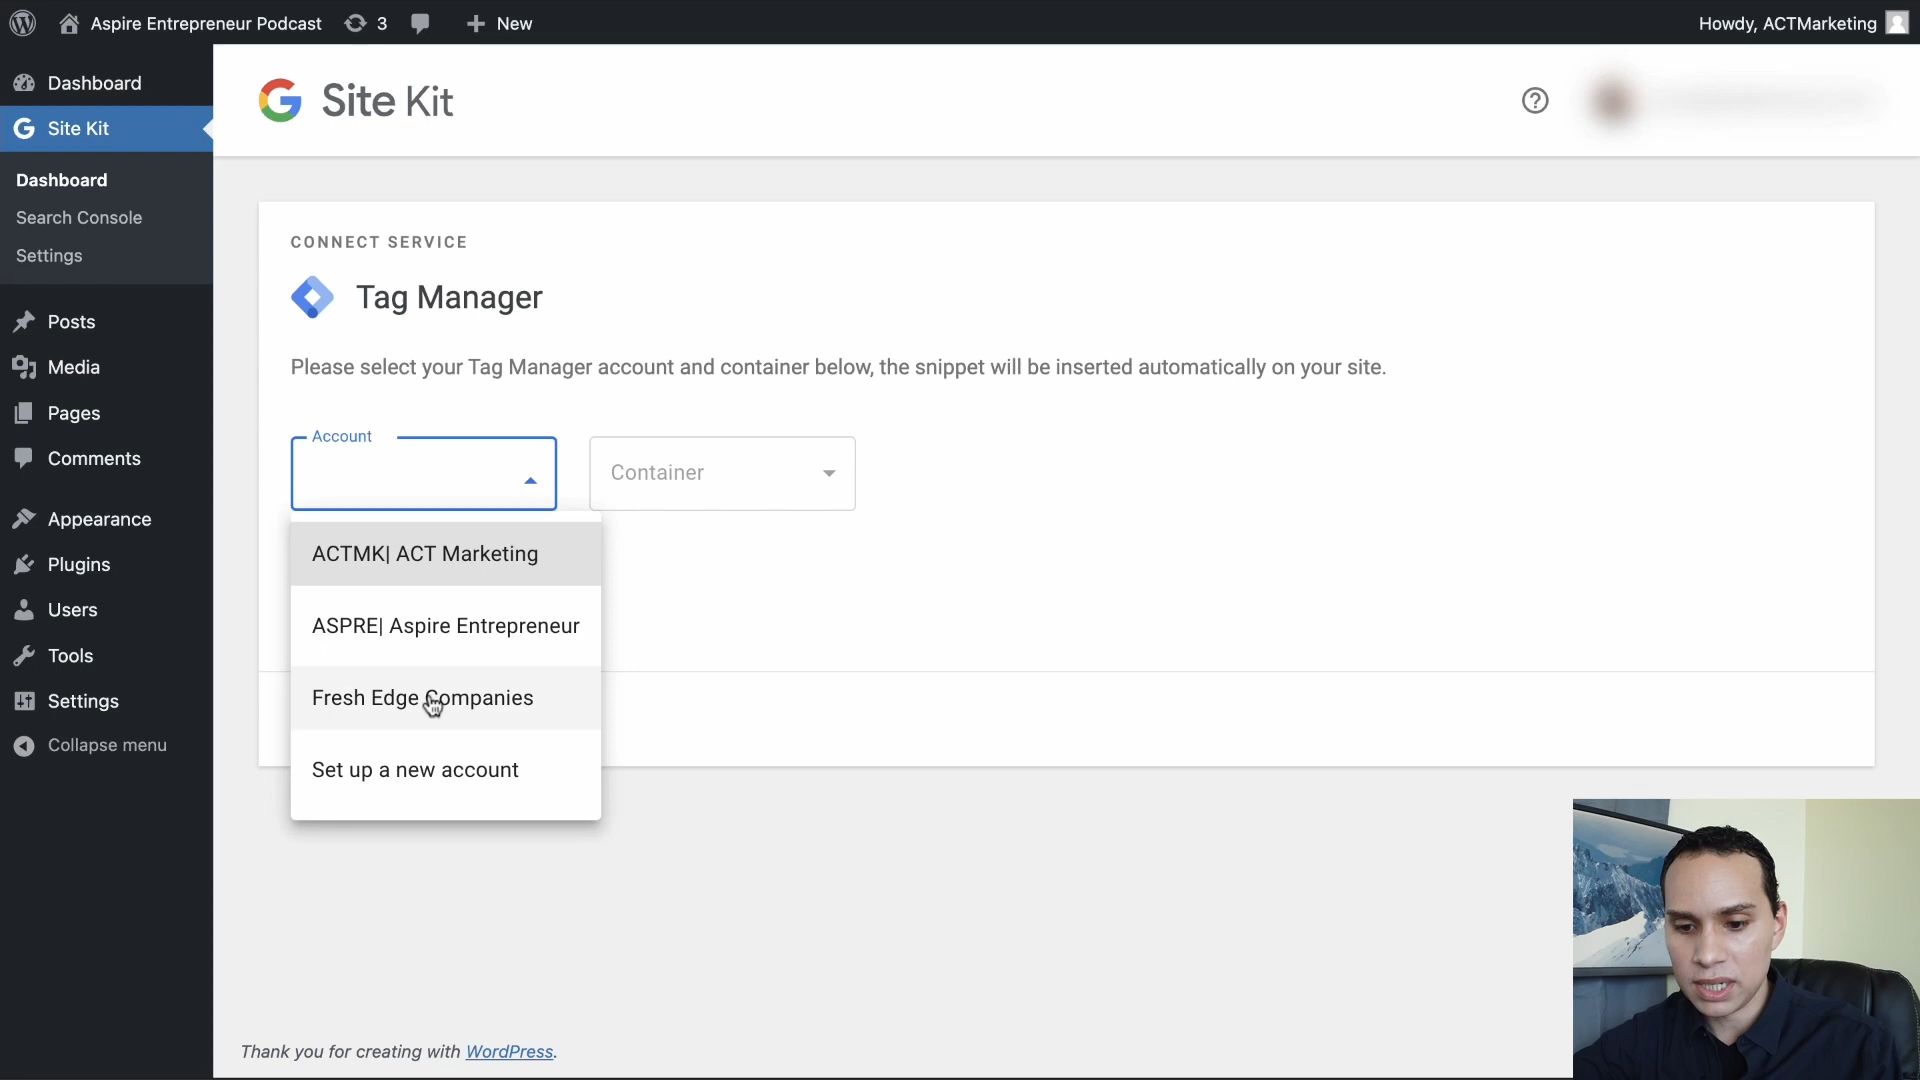 Aspire Entrepreneur Podcast 3 New Howdy, ACTMarketing
Dashboard
Site Kit
Dashboard
Search Console
Settings
Posts
Media
Pages
Comments
Appearance
Plugins
Users
Tools
Settings
Collapse menu
Site Kit
CONNECT SERVICE
Tag Manager
Please select your Tag Manager account and container below, the snippet will be inserted automatically on your site.
Account
Container
ACTMK| ACT Marketing
ASPRE| Aspire Entrepreneur
Fresh Edge Companies
Set up a new account
Thank you for creating with WordPress.